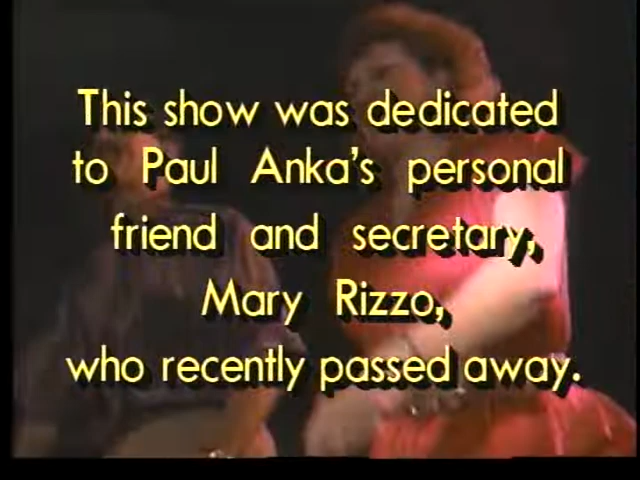 This show was dedicated
to Paul Anka's personal
friend and secretary,
Mary Rizzo,
who recently passed away.